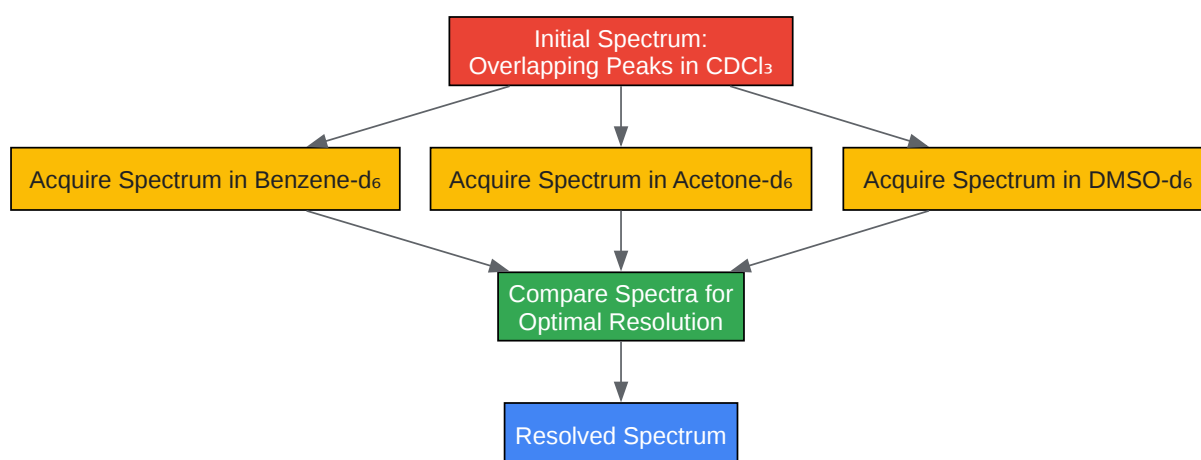 Initial Spectrum:
Overlapping Peaks in CDCl₃
Acquire Spectrum in Benzene-d₆
Acquire Spectrum in Acetone-d₆
Acquire Spectrum in DMSO-d₆
Compare Spectra for
Optimal Resolution
Resolved Spectrum